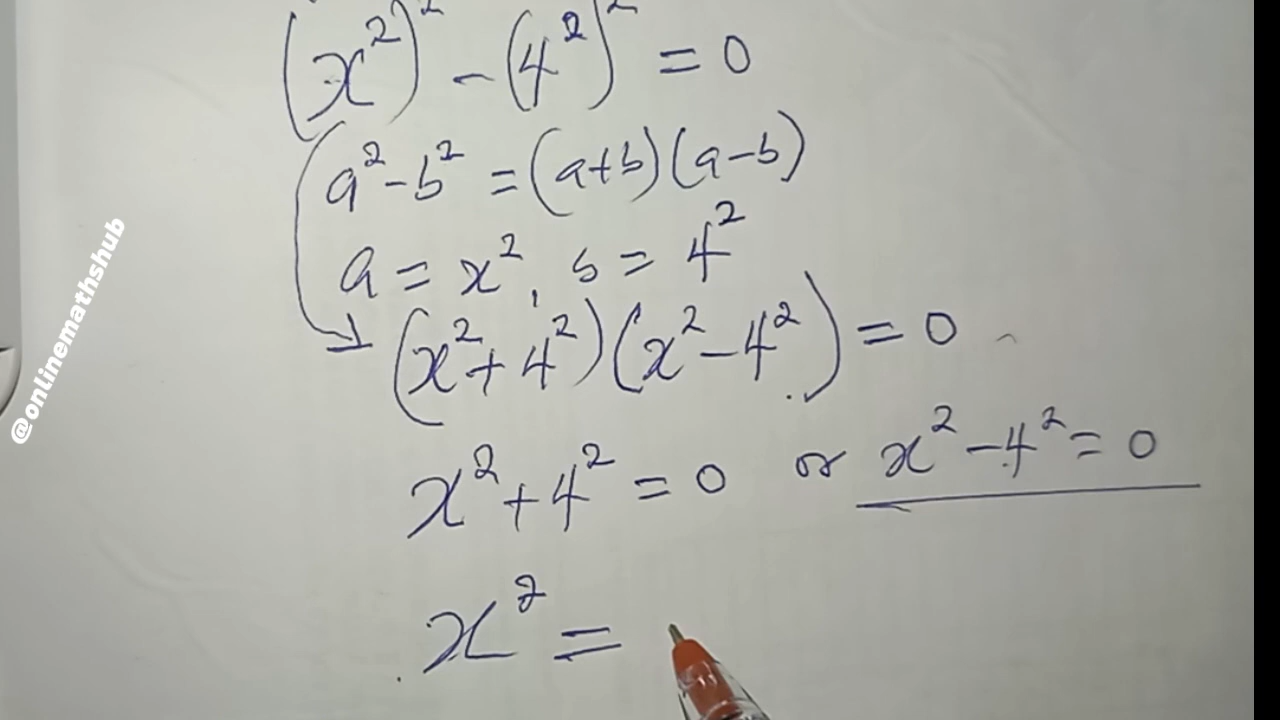 (x²)² - (4²)² = 0
a² - b² = (a+b)(a-b)
a = x², b = 4²
(x² + 4²)(x² - 4²) = 0
x² + 4² = 0 or x² - 4² = 0
x² =
@onlinemathshub